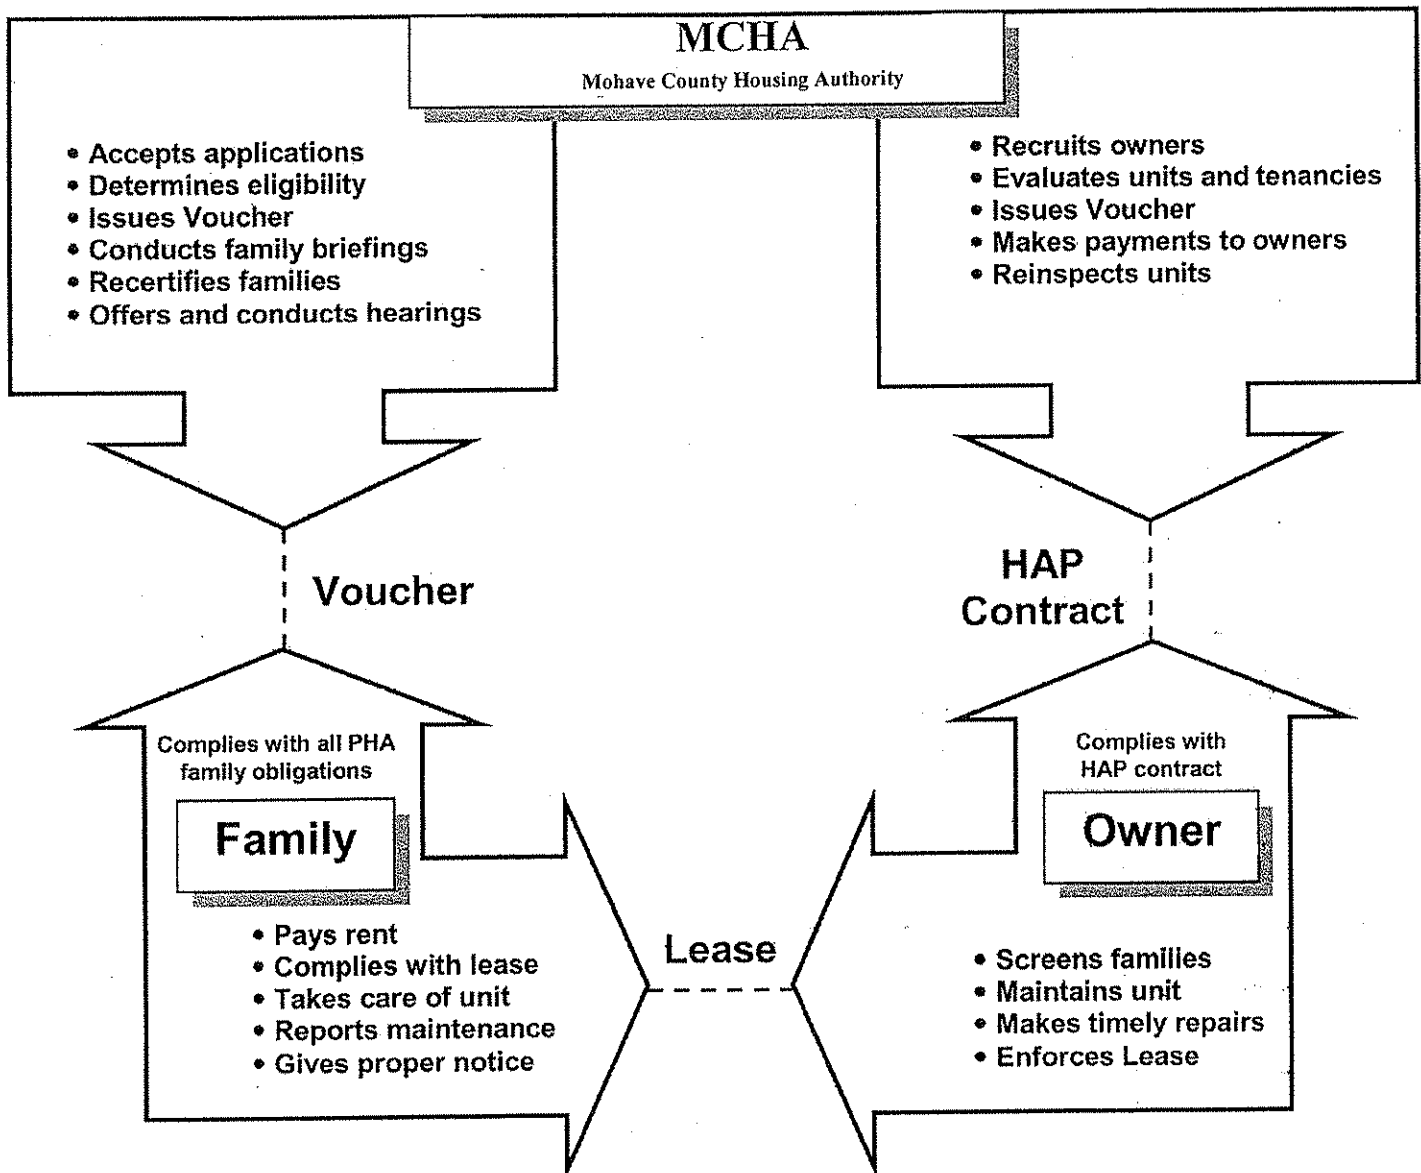 MCHA
Mohave County Housing Authority
• Accepts applications
• Determines eligibility
• Issues Voucher
• Conducts family briefings
• Recertifies families
• Offers and conducts hearings
• Recruits owners
• Evaluates units and tenancies
• Issues Voucher
• Makes payments to owners
• Reinspects units
Voucher
HAP
Contract
Complies with all PHA
family obligations
Family
• Pays rent
• Complies with lease
• Takes care of unit
• Reports maintenance
• Gives proper notice
Lease
Complies with
HAP contract
Owner
• Screens families
• Maintains unit
• Makes timely repairs
• Enforces Lease